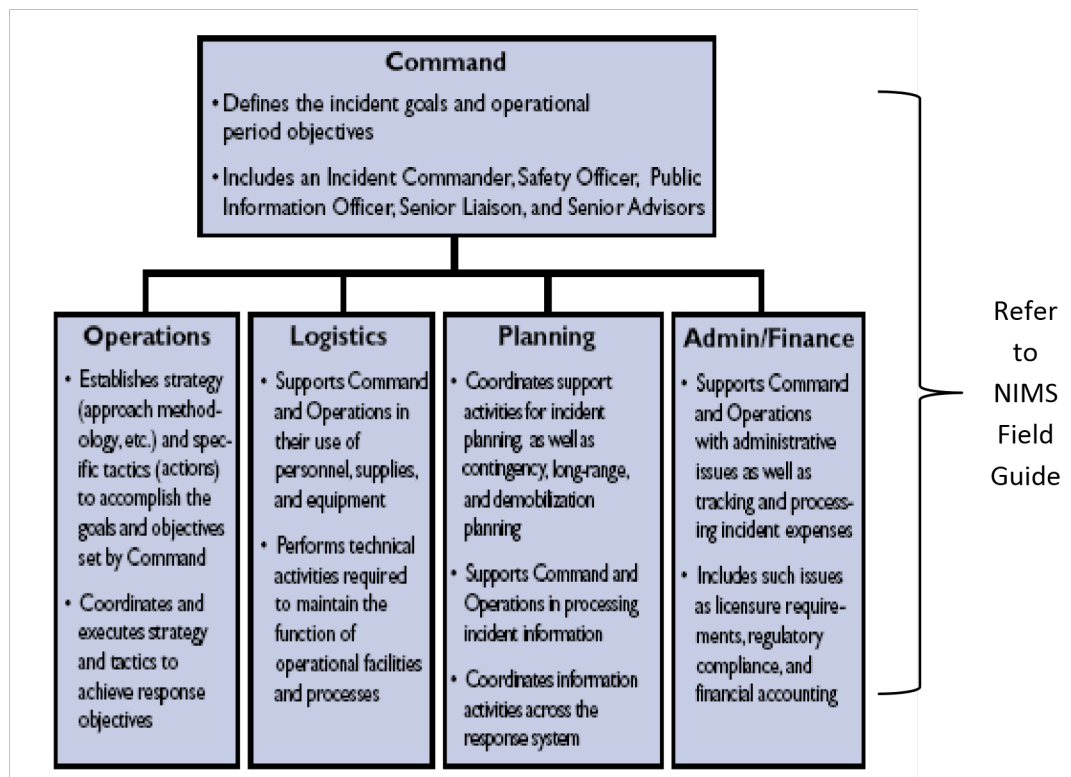 Command
• Defines the incident goals and operational
period objectives
• Includes an Incident Commander, Safety Officer, Public
Information Officer, Senior Liaison, and Senior Advisors
Operations
• Establishes strategy
(approach method-
ology, etc.) and spec-
ific tactics (actions)
to accomplish the
goals and objectives
set by Command
• Coordinates and
executes strategy
and tactics to
achieve response
objectives
Logistics
• Supports Command
and Operations in
their use of
personnel, supplies,
and equipment
• Performs technical
activities required
to maintain the
function of
operational facilities
and processes
Planning
• Coordinates support
activities for incident
planning, as well as
contingency, long-range,
and demobilization
planning
• Supports Command and
Operations in processing
incident information
• Coordinates information
activities across the
response system
Admin/Finance
• Supports Command
and Operations
with administrative
issues as well as
tracking and process-
ing incident expenses
• Includes such issues
as licensure require-
ments, regulatory
compliance, and
financial accounting
Refer
to
NIMS
Field
Guide